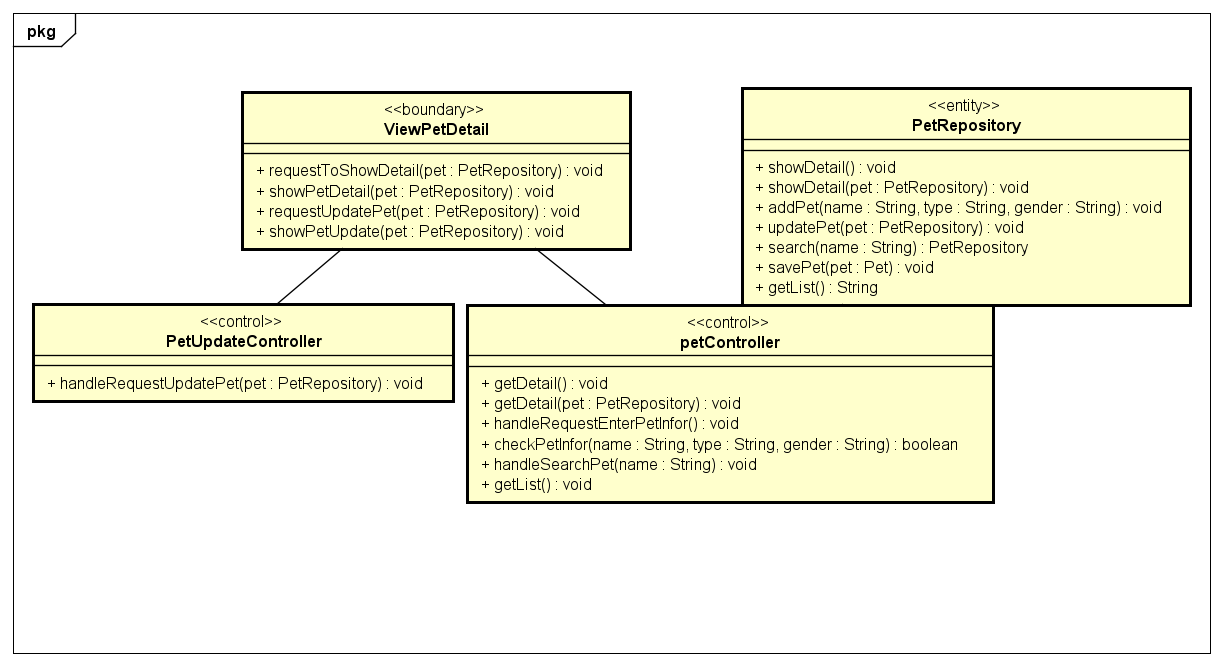 pkg
<<boundary>>
ViewPetDetail
+ requestToShowDetail(pet : PetRepository) : void
+ showPetDetail(pet : PetRepository) : void
+ requestUpdatePet(pet : PetRepository) : void
+ showPetUpdate(pet : PetRepository) : void
<<entity>>
PetRepository
+ showDetail() : void
+ showDetail(pet : PetRepository) : void
+ addPet(name : String, type : String, gender : String) : void
+ updatePet(pet : PetRepository) : void
+ search(name : String) : PetRepository
+ savePet(pet : Pet) : void
+ getList() : String
<<control>>
PetUpdateController
+ handleRequestUpdatePet(pet : PetRepository) : void
<<control>>
petController
+ getDetail() : void
+ getDetail(pet : PetRepository) : void
+ handleRequestEnterPetInfor() : void
+ checkPetInfor(name : String, type : String, gender : String) : boolean
+ handleSearchPet(name : String) : void
+ getList() : void